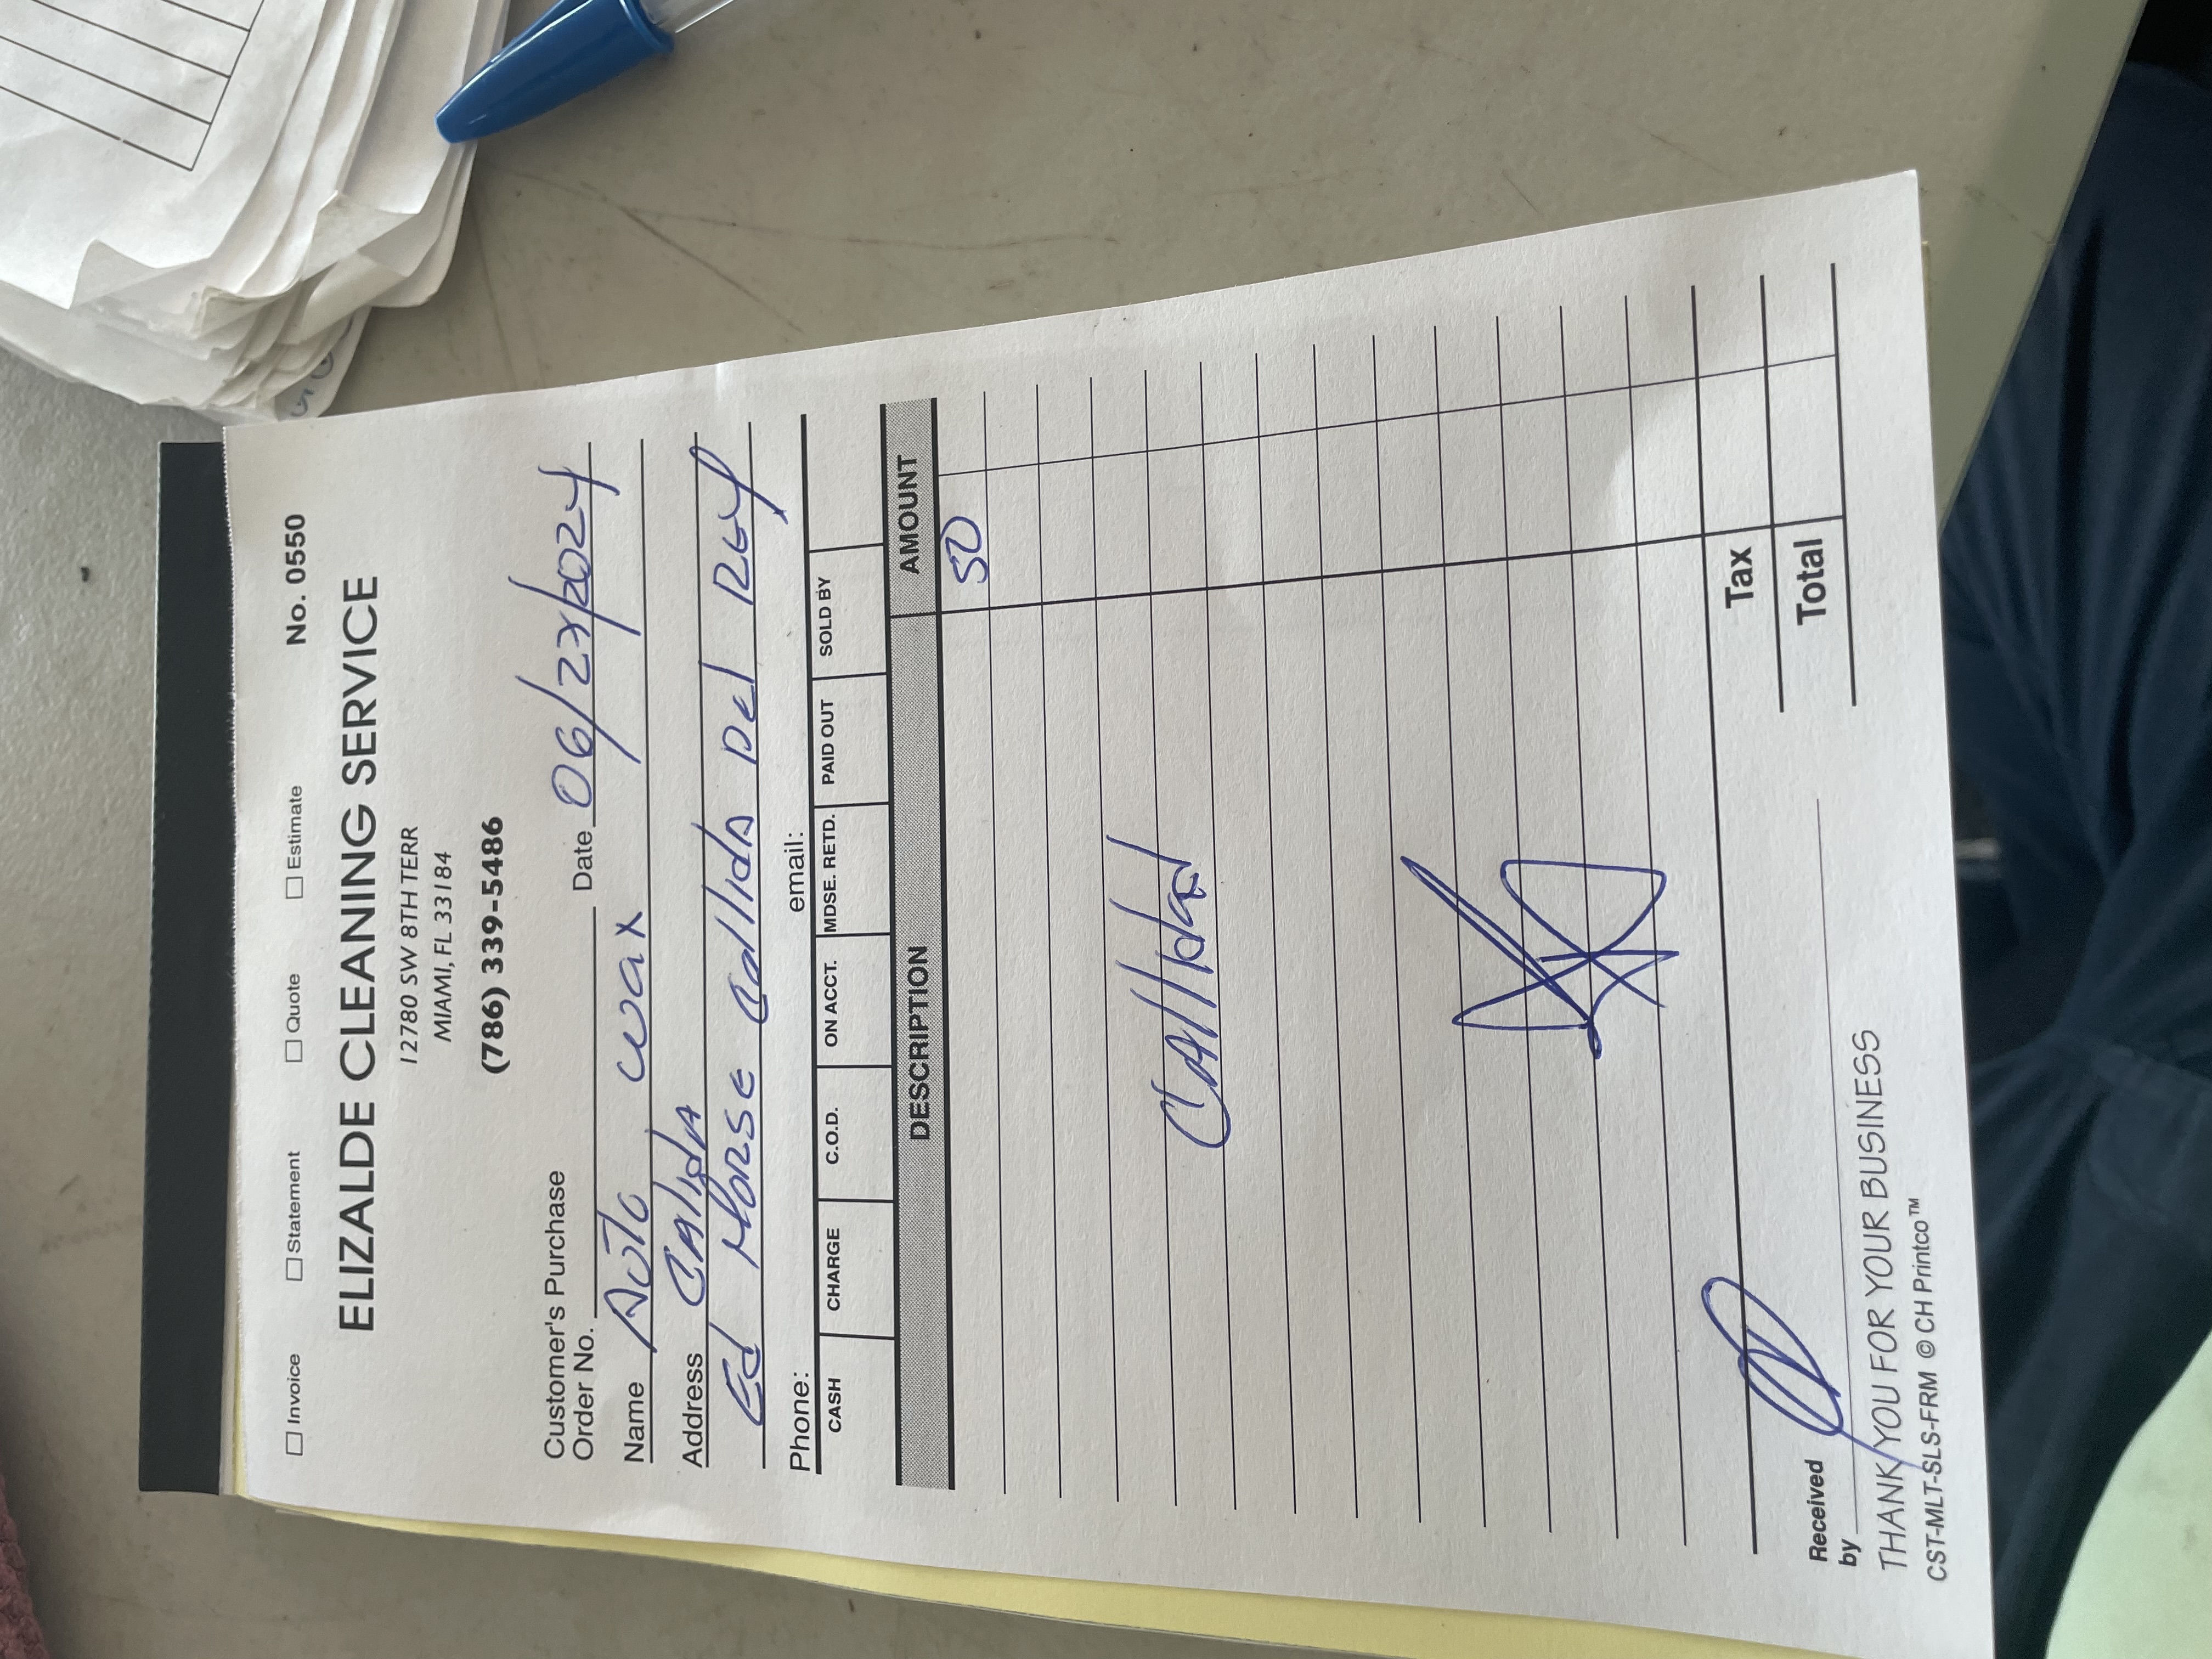 Invoice Statement Quote Estimate No. 0550
ELIZALDE CLEANING SERVICE
12780 SW 8TH TERR
MIAMI, FL 33184
(786) 339-5486
Customer's Purchase
Order No. Date 06/27/2024
Name Auto wax
Address CAlidA
Ed Morse Callida Del Ray
Phone: email:
CASH CHARGE C.O.D. ON ACCT. MDSE. RETD. PAID OUT SOLD BY
DESCRIPTION AMOUNT
50
Tax
Total
Received
by
THANK YOU FOR YOUR BUSINESS
CST-MLT-SLS-FRM © CH Printco™